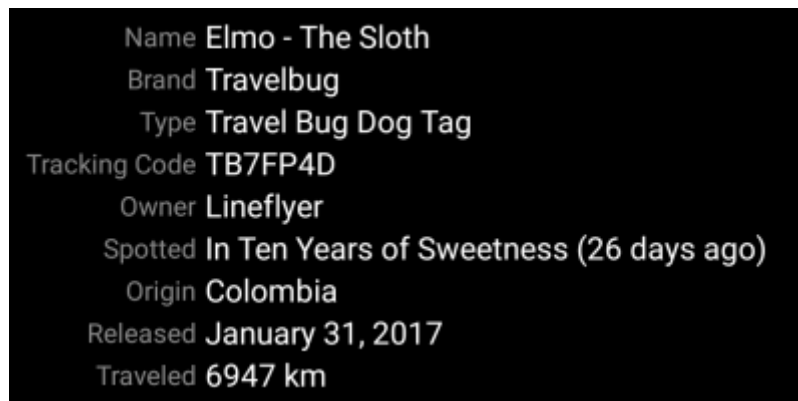 Name Elmo - The Sloth
Brand Travelbug
Type Travel Bug Dog Tag
Tracking Code TB7FP4D
Owner Lineflyer
Spotted In Ten Years of Sweetness (26 days ago)
Origin Colombia
Released January 31, 2017
Traveled 6947 km